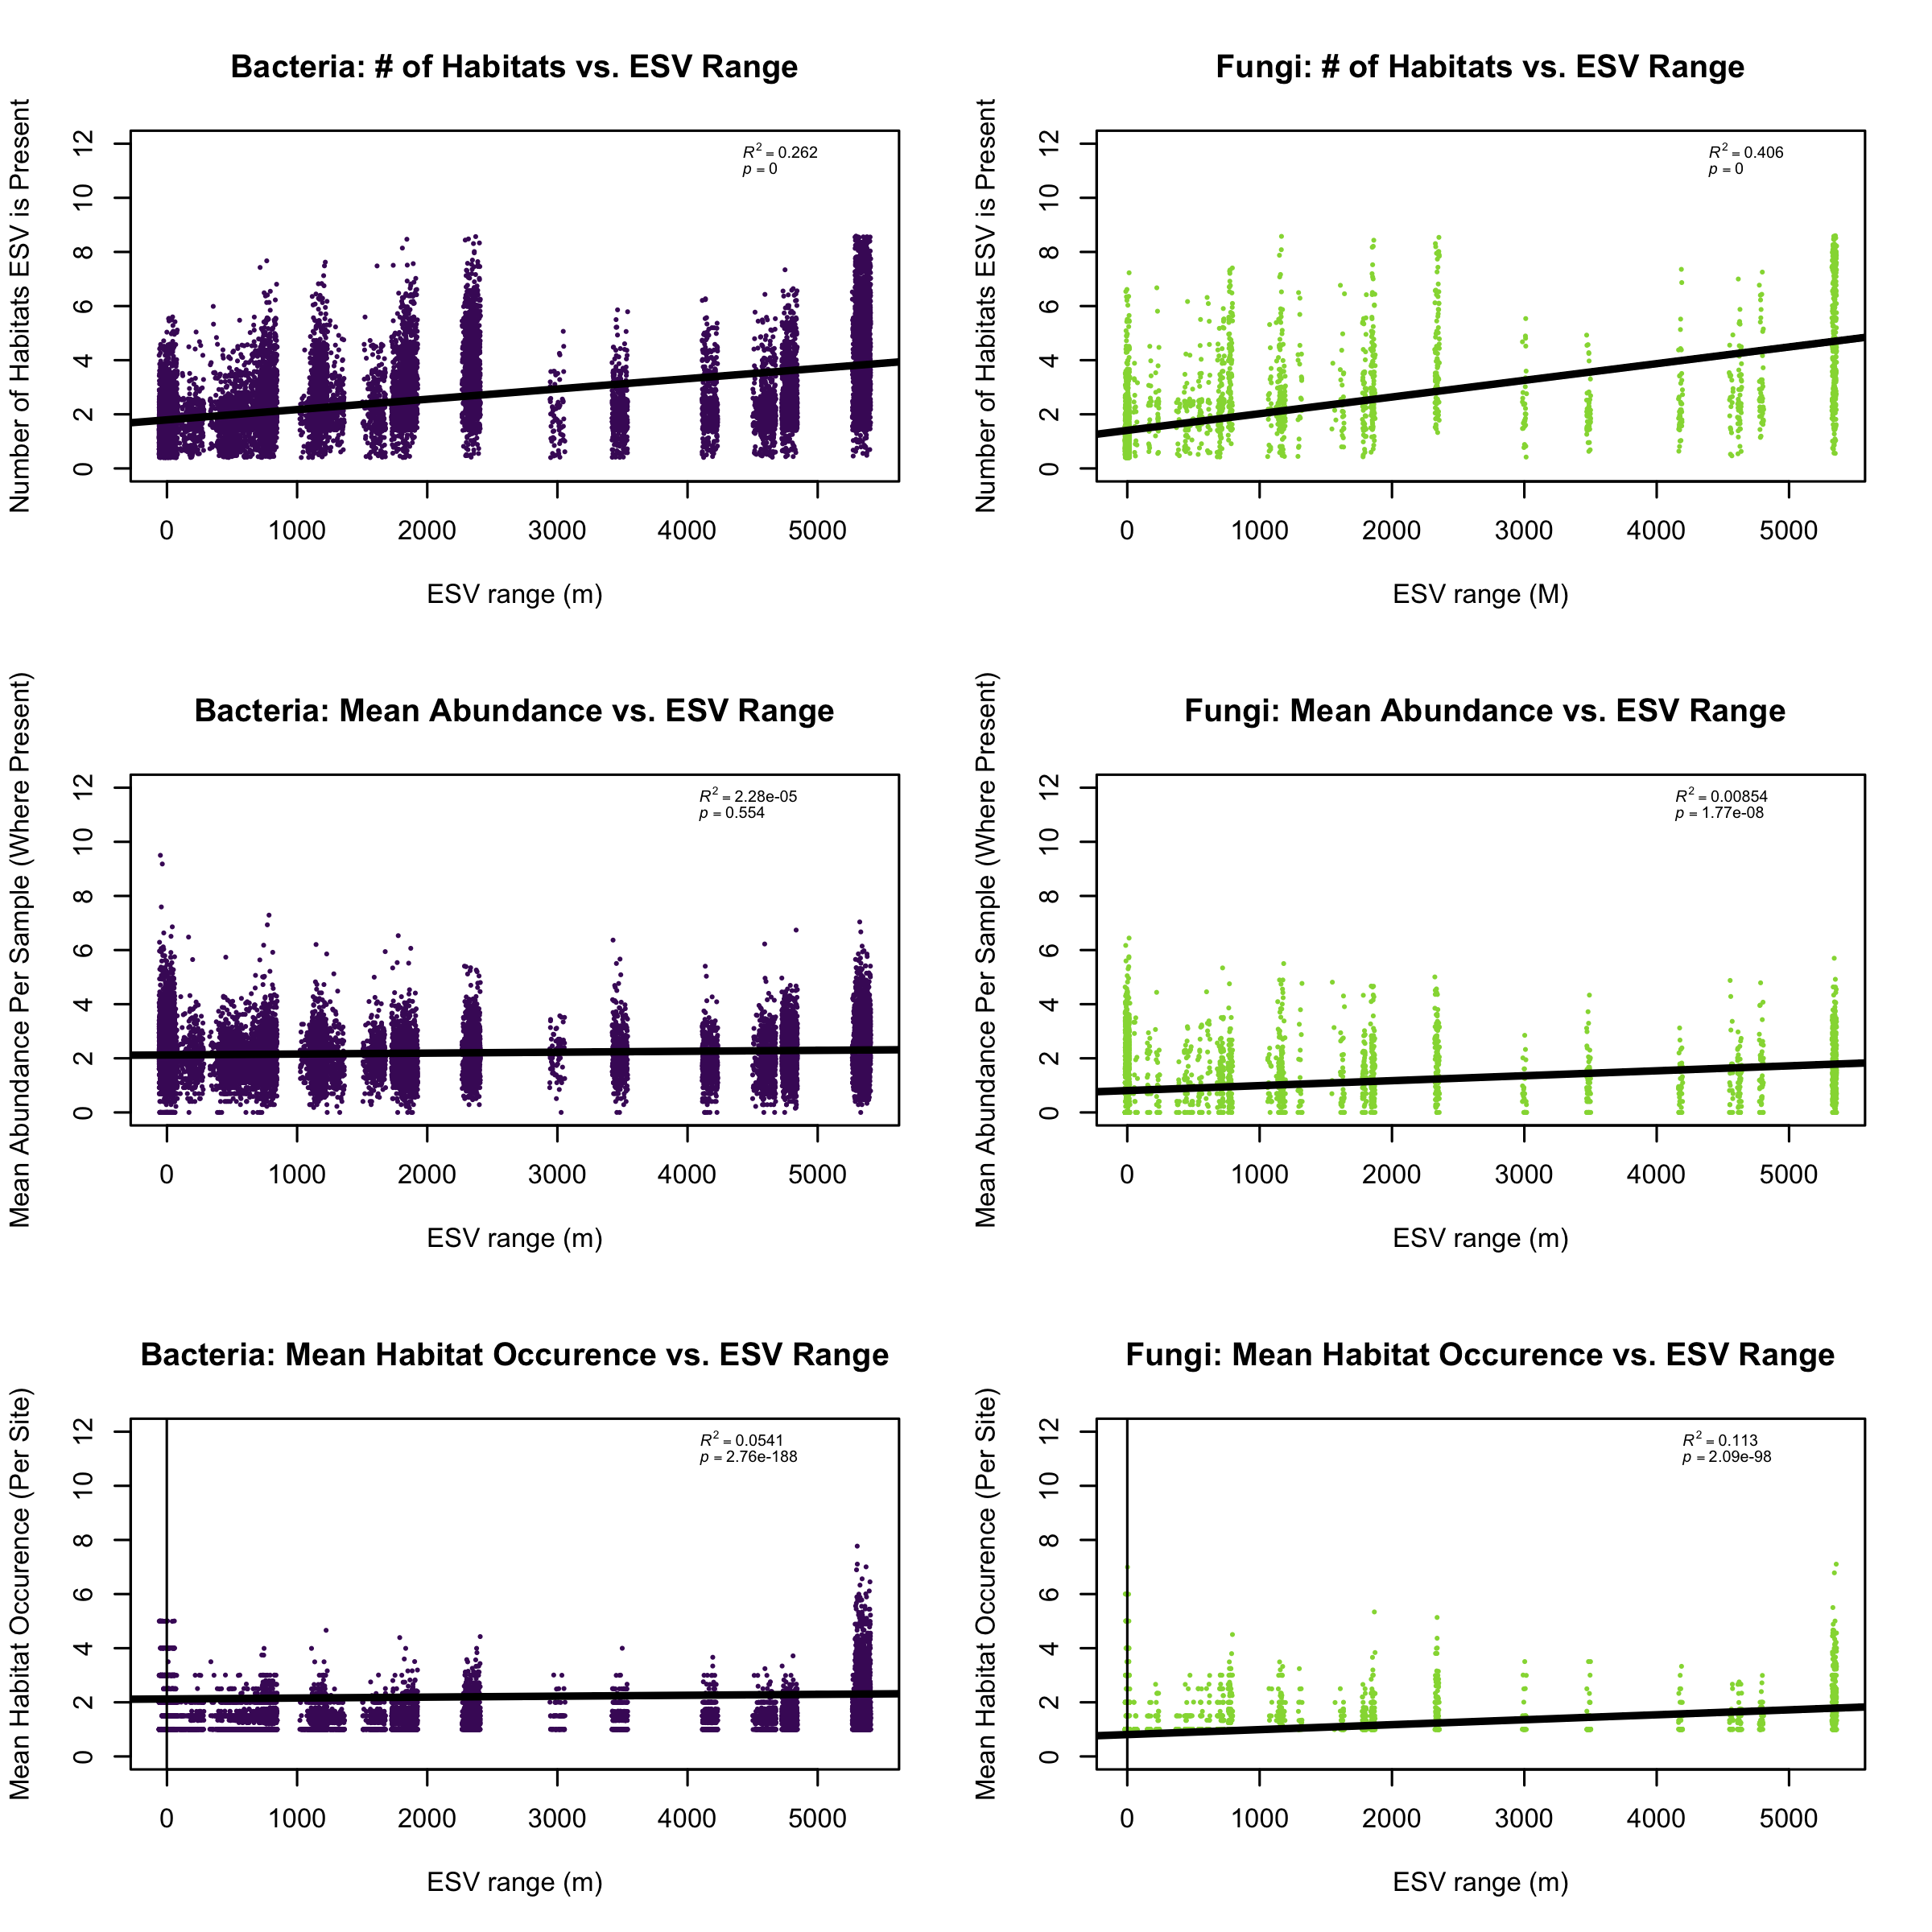 Bacteria: # of Habitats vs. ESV Range
Number of Habitats ESV is Present
12
10
8
6
4
2
0
R² = 0.262
p = 0
0 1000 2000 3000 4000 5000
ESV range (m)
Fungi: # of Habitats vs. ESV Range
Number of Habitats ESV is Present
12
10
8
6
4
2
0
R² = 0.406
p = 0
0 1000 2000 3000 4000 5000
ESV range (M)
Bacteria: Mean Abundance vs. ESV Range
Mean Abundance Per Sample (Where Present)
12
10
8
6
4
2
0
R² = 2.28e-05
p = 0.554
0 1000 2000 3000 4000 5000
ESV range (m)
Fungi: Mean Abundance vs. ESV Range
Mean Abundance Per Sample (Where Present)
12
10
8
6
4
2
0
R² = 0.00854
p = 1.77e-08
0 1000 2000 3000 4000 5000
ESV range (m)
Bacteria: Mean Habitat Occurence vs. ESV Range
Mean Habitat Occurence (Per Site)
12
10
8
6
4
2
0
R² = 0.0541
p = 2.76e-188
0 1000 2000 3000 4000 5000
ESV range (m)
Fungi: Mean Habitat Occurence vs. ESV Range
Mean Habitat Occurence (Per Site)
12
10
8
6
4
2
0
R² = 0.113
p = 2.09e-98
0 1000 2000 3000 4000 5000
ESV range (m)